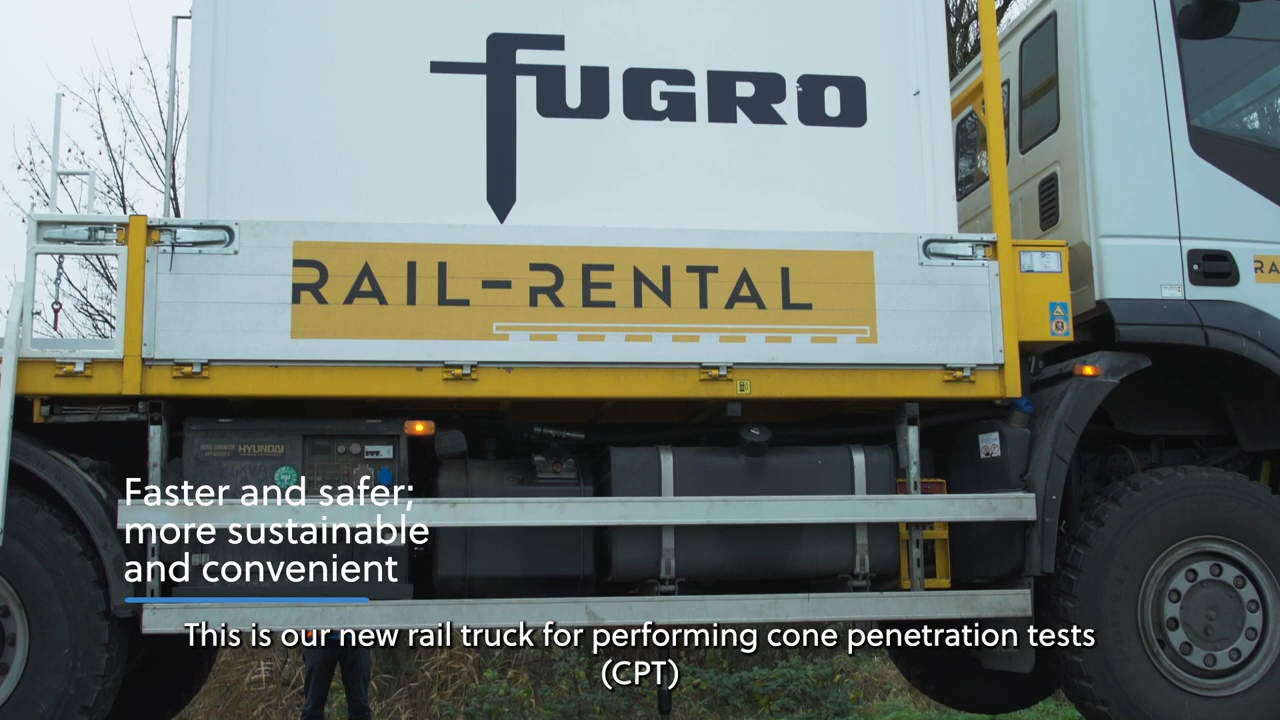 FUGRO
RAIL-RENTAL
RA
HYUNDAI
Faster and safer;
more sustainable
and convenient
This is our new rail truck for performing cone penetration tests
(CPT)